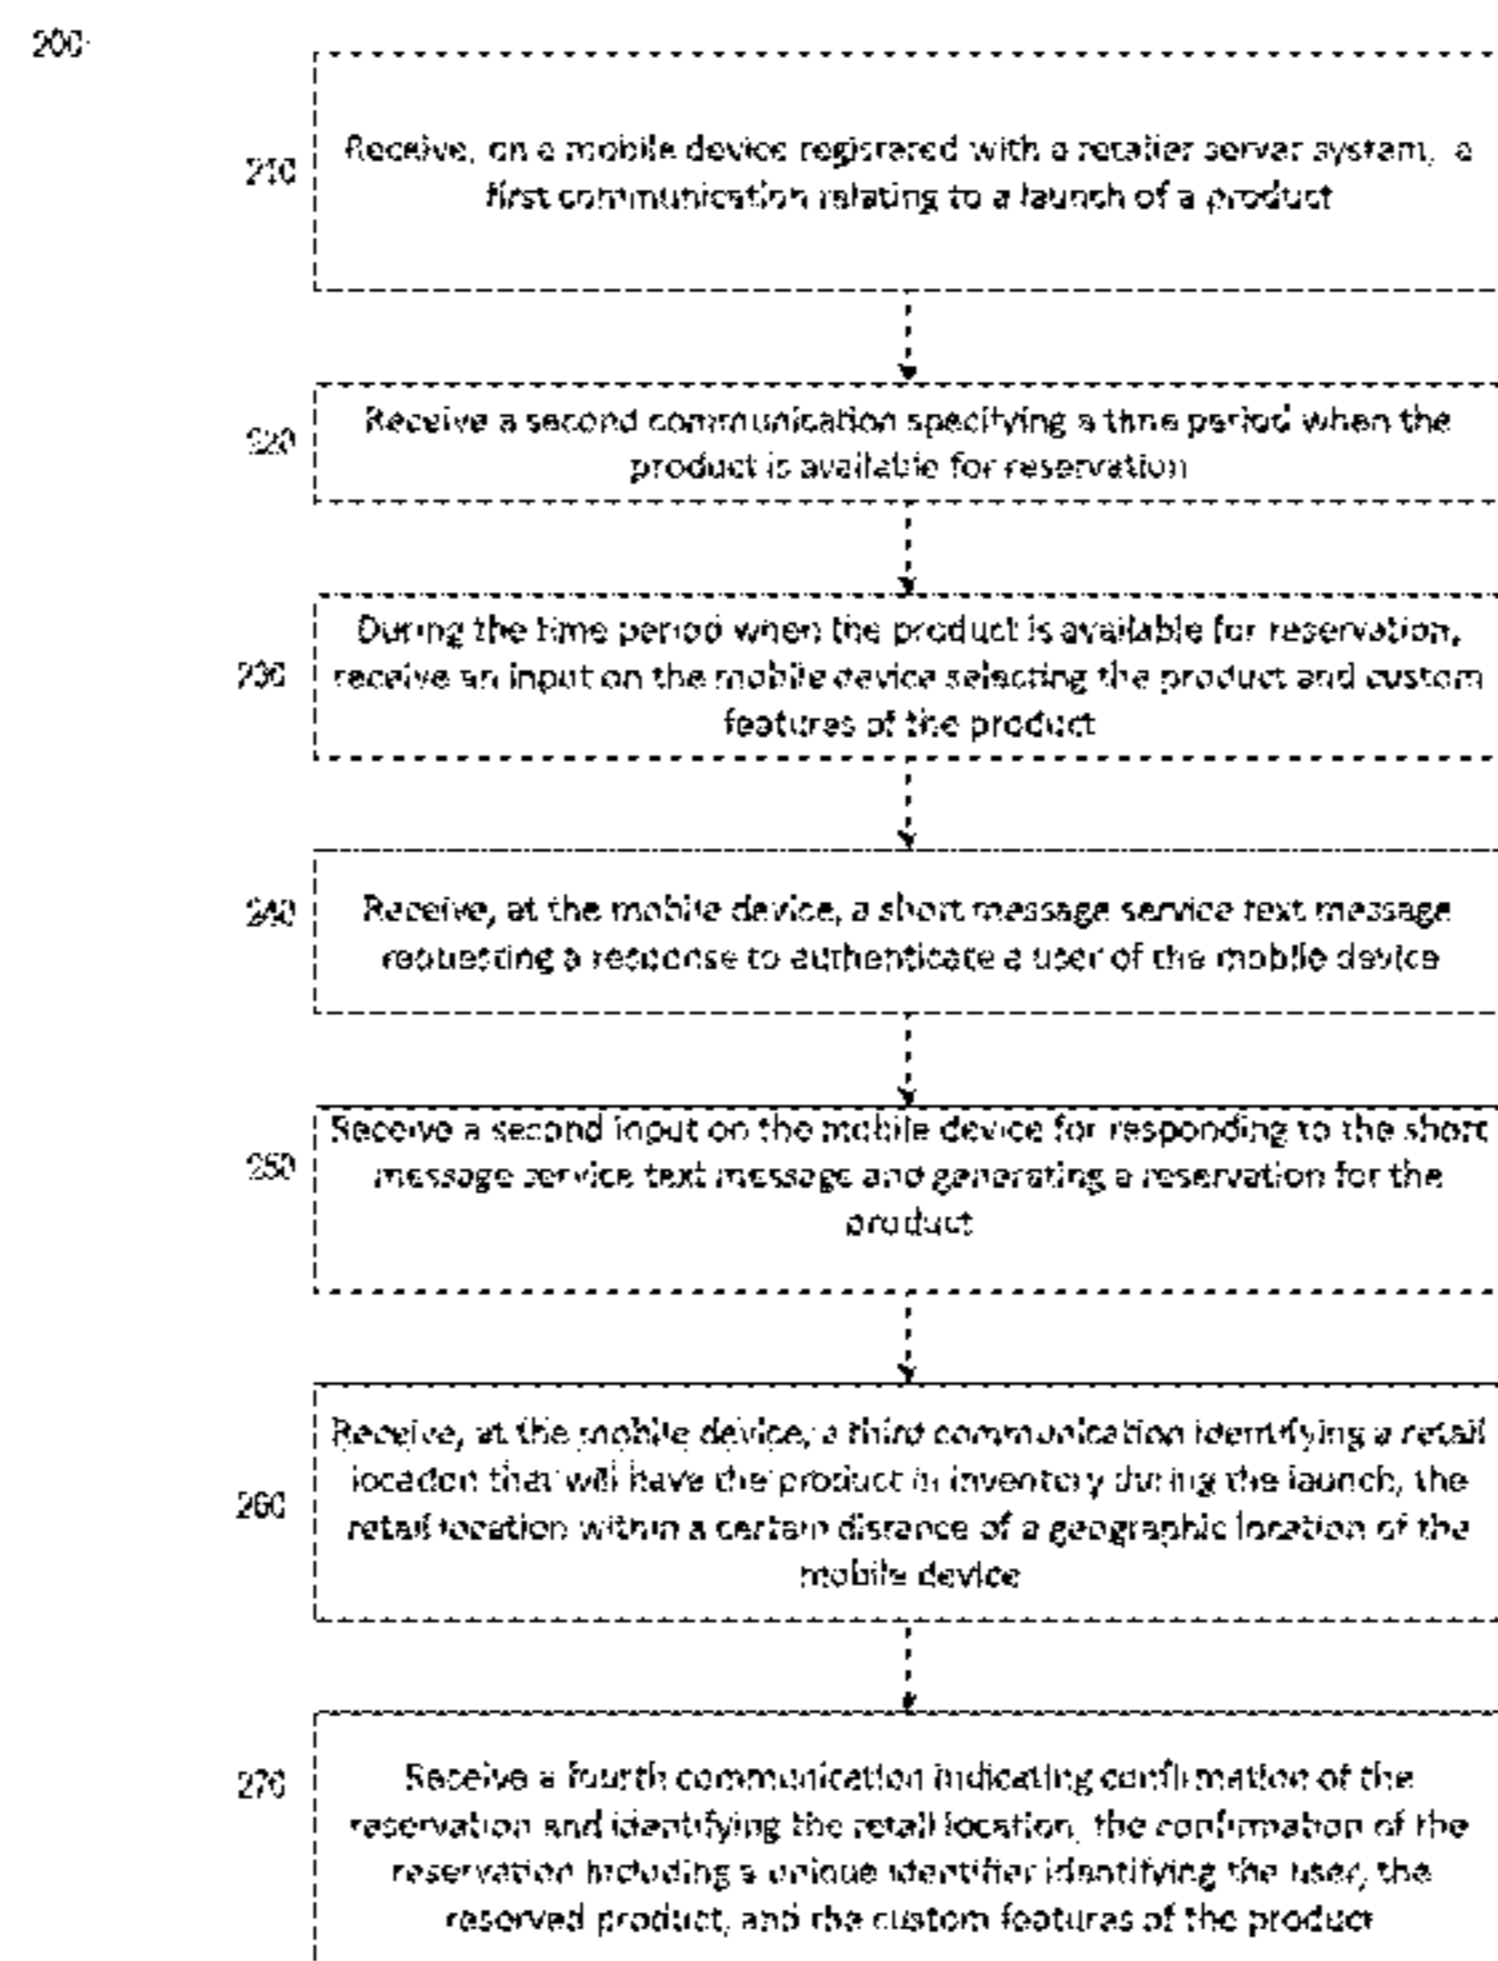 200
210
Receive, on a mobile device registered with a retailer server system, a
first communication relating to a launch of a product
220
Receive a second communication specifying a time period when the
product is available for reservation
During the time period when the product is available for reservation,
230
receive an input on the mobile device selecting the product and custom
features of the product
240
Receive, at the mobile device, a short message service text message
requesting a response to authenticate a user of the mobile device
Receive a second input on the mobile device for responding to the short
250
message service text message and generating a reservation for the
product
Receive, at the mobile device, a third communication identifying a retail
location that will have the product in inventory during the launch, the
260
retail location within a certain distance of a geographic location of the
mobile device
270
Receive a fourth communication indicating confirmation of the
reservation and identifying the retail location, the confirmation of the
reservation including a unique identifier identifying the user, the
reserved product, and the custom features of the product